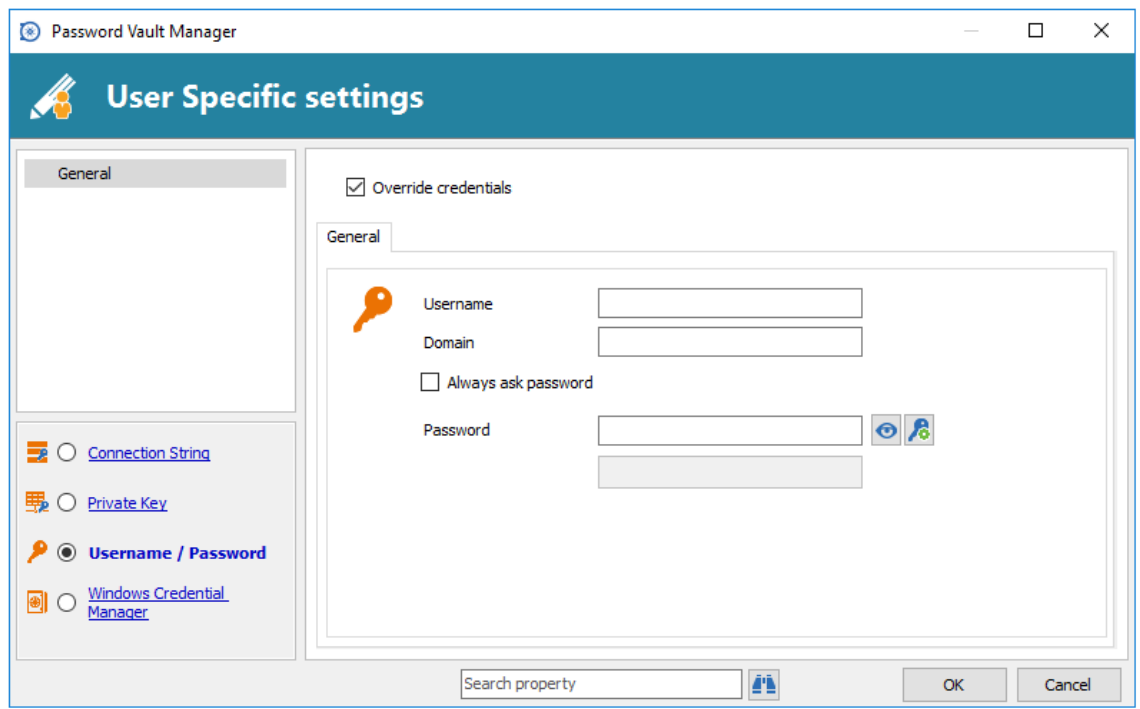 Password Vault Manager
User Specific settings
General
Override credentials
General
Username
Domain
Always ask password
Password
Connection String
Private Key
Username / Password
Windows Credential
Manager
Search property
OK
Cancel